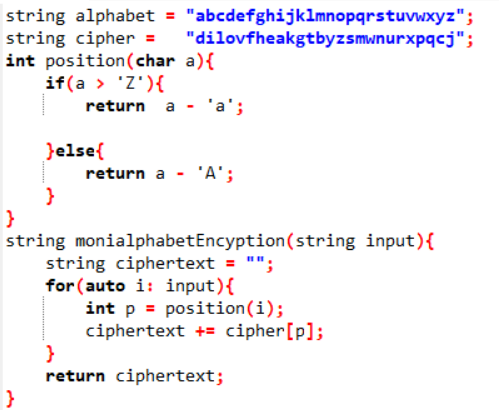 string alphabet = "abcdefghijklmnopqrstuvwxyz";
string cipher =   "dilovfheakgtbyzsmwnurxpqcj";
int position(char a){
    if(a > 'Z'){
        return  a - 'a';

    }else{
        return a - 'A';
    }
}
string monialphabetEncyption(string input){
    string ciphertext = "";
    for(auto i: input){
        int p = position(i);
        ciphertext += cipher[p];
    }
    return ciphertext;
}